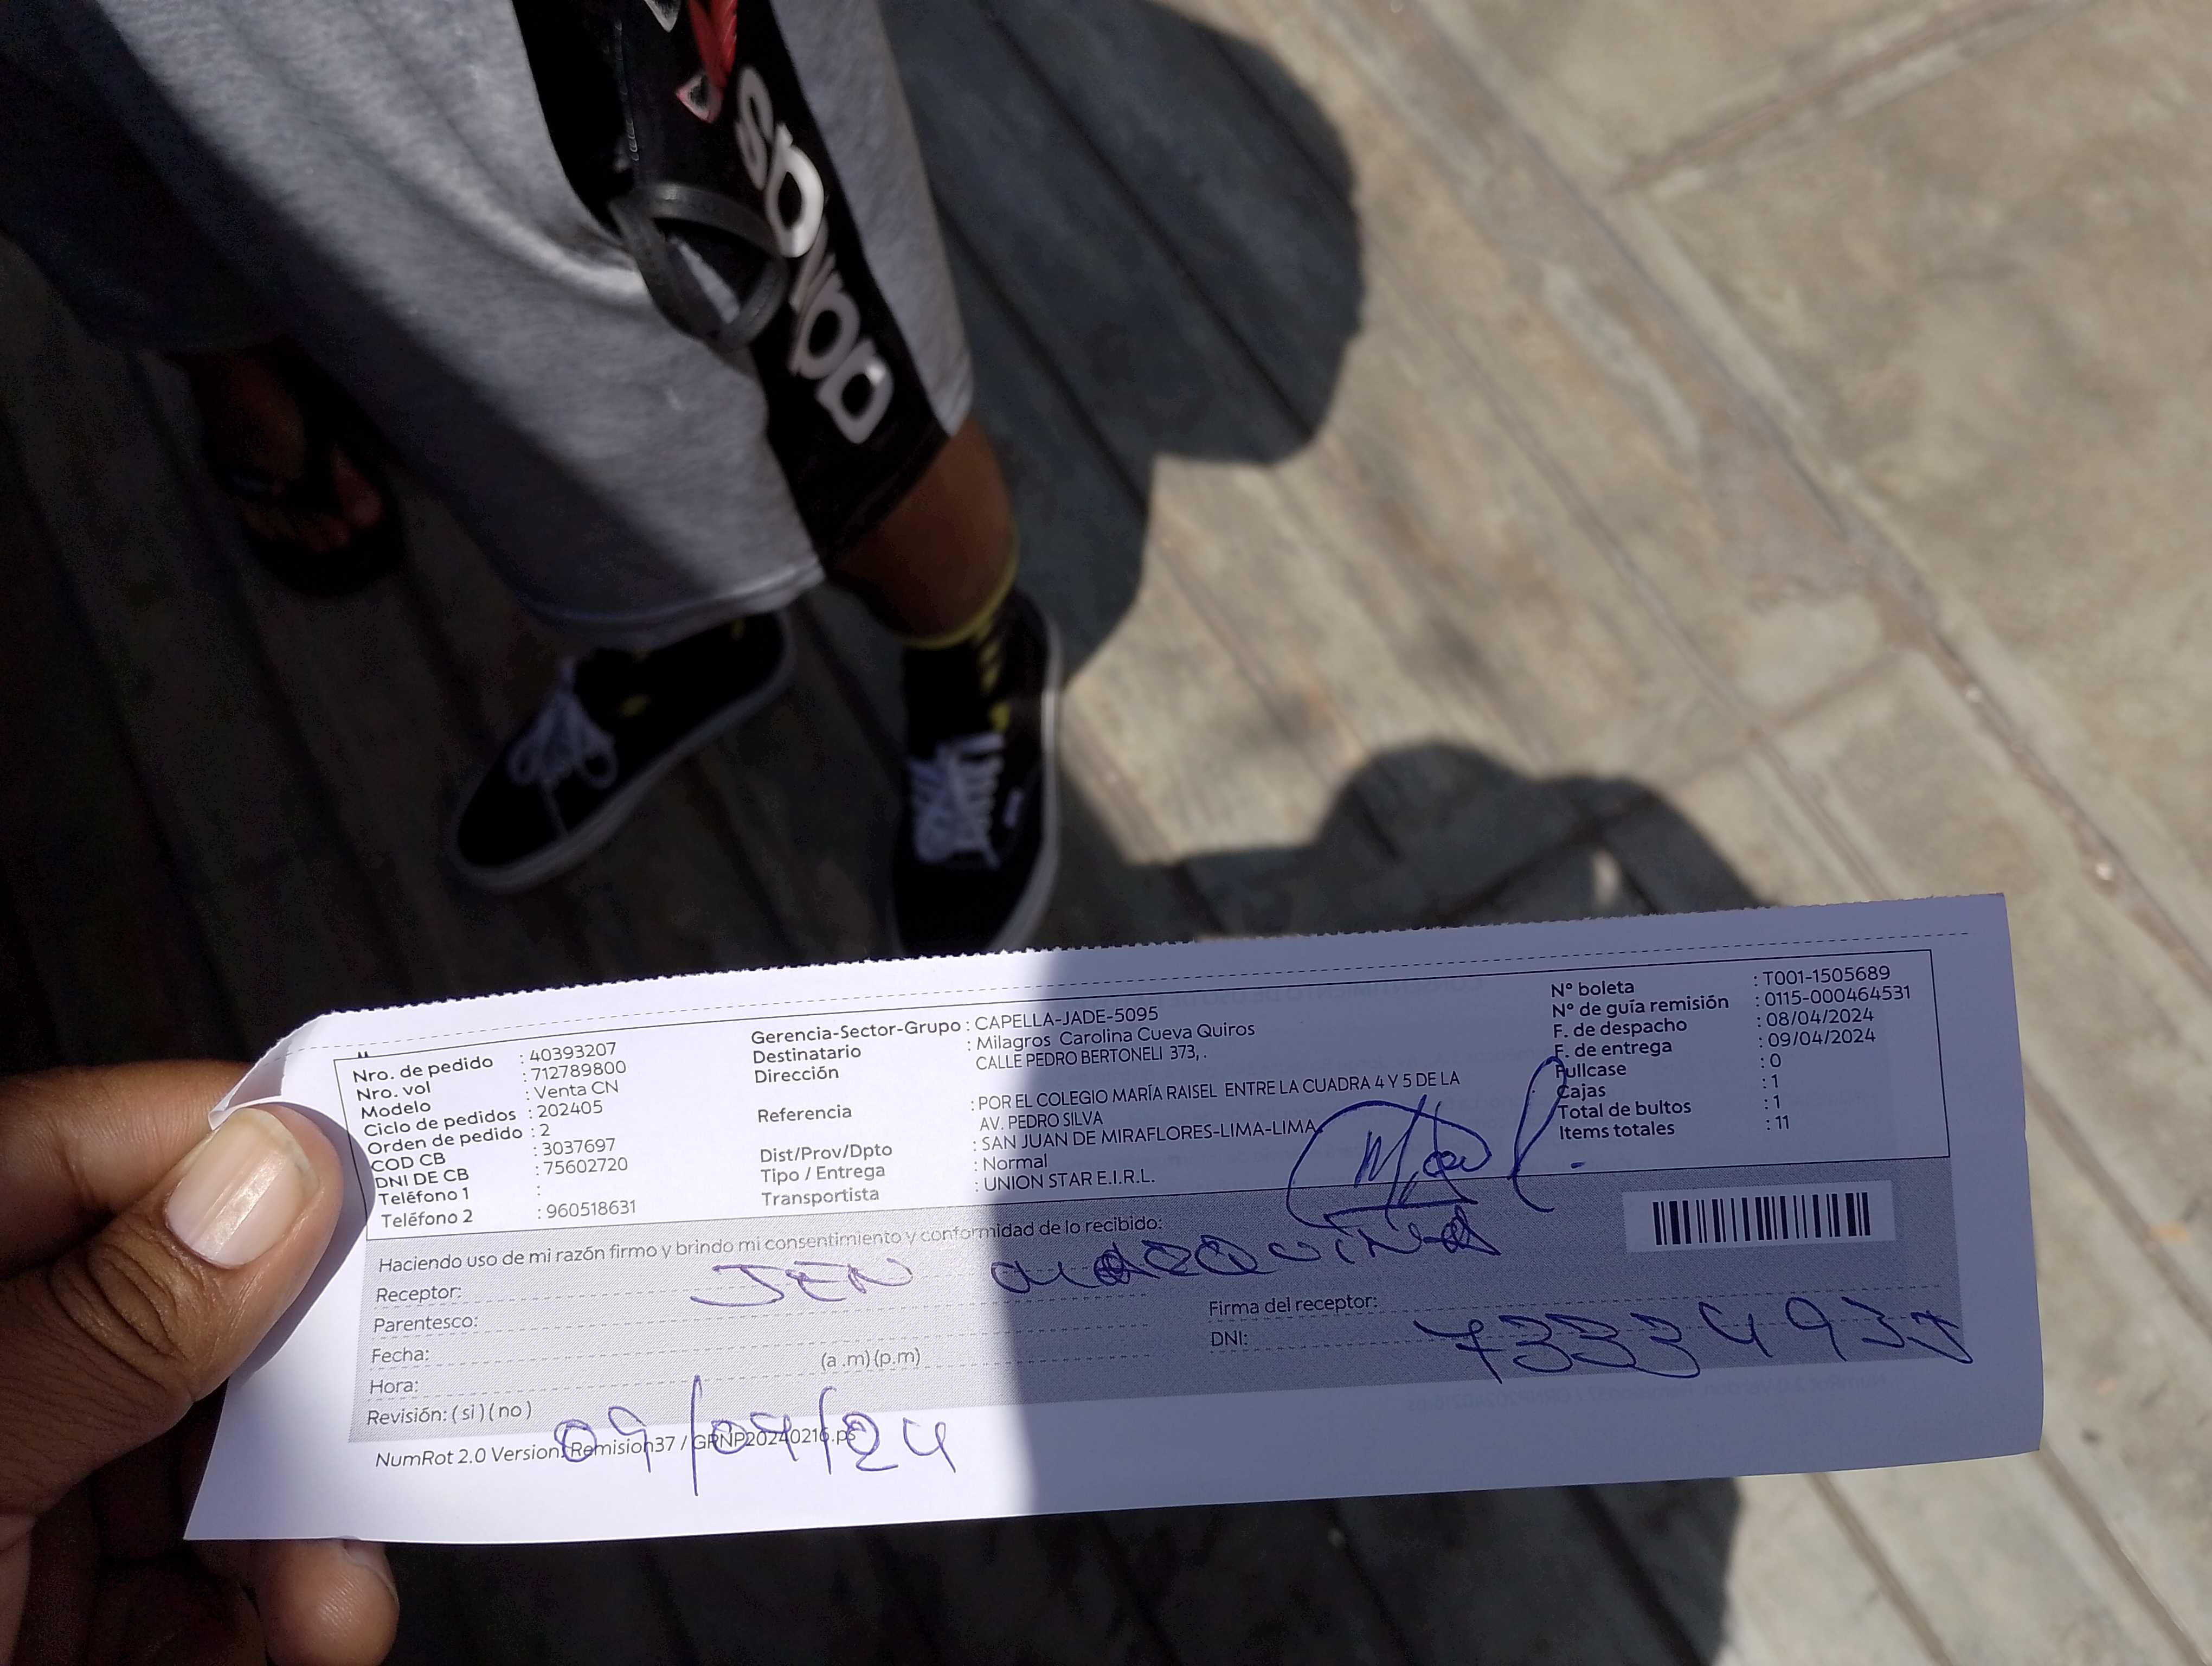 Nro. de pedido : 40393207
Nro. vol : 712789800
Modelo : Venta CN
Ciclo de pedidos : 202405
Orden de pedido : 2
COD CB : 3037697
DNI DE CB : 75602720
Teléfono 1 :
Teléfono 2 : 960518631
Gerencia-Sector-Grupo : CAPELLA-JADE-5095
Destinatario : Milagros Carolina Cueva Quiros
Dirección CALLE PEDRO BERTONELI 373, .
Referencia : POR EL COLEGIO MARÍA RAISEL ENTRE LA CUADRA 4 Y 5 DE LA
AV. PEDRO SILVA
Dist/Prov/Dpto : SAN JUAN DE MIRAFLORES-LIMA-LIMA
Tipo / Entrega : Normal
Transportista : UNION STAR E.I.R.L.
N° boleta : T001-1505689
N° de guía remisión : 0115-000464531
F. de despacho : 08/04/2024
F. de entrega : 09/04/2024
Fullcase : 0
Cajas : 1
Total de bultos : 1
Items totales : 11
Haciendo uso de mi razón firmo y brindo mi consentimiento y conformidad de lo recibido:
Receptor: JEN
Parentesco:
Fecha:
Hora: (a .m) (p.m)
Revisión: ( si ) ( no )
Firma del receptor:
DNI:
09/04/24
NumRot 2.0 Version: Remision37 / GRNP20240216.ps